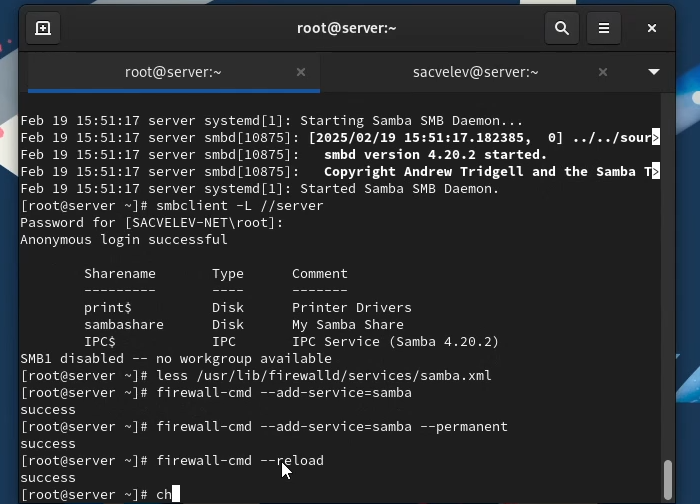 root@server:~
root@server:~
sacvelev@server:~
Feb 19 15:51:17 server systemd[1]: Starting Samba SMB Daemon...
Feb 19 15:51:17 server smbd[10875]: [2025/02/19 15:51:17.182385,  0] ../../sour>
Feb 19 15:51:17 server smbd[10875]:   smbd version 4.20.2 started.
Feb 19 15:51:17 server smbd[10875]:   Copyright Andrew Tridgell and the Samba T>
Feb 19 15:51:17 server systemd[1]: Started Samba SMB Daemon.
[root@server ~]# smbclient -L //server
Password for [SACVELEV-NET\root]:
Anonymous login successful
Sharename       Type      Comment
---------       ----      -------
print$          Disk      Printer Drivers
sambashare      Disk      My Samba Share
IPC$            IPC       IPC Service (Samba 4.20.2)
SMB1 disabled -- no workgroup available
[root@server ~]# less /usr/lib/firewalld/services/samba.xml
[root@server ~]# firewall-cmd --add-service=samba
success
[root@server ~]# firewall-cmd --add-service=samba --permanent
success
[root@server ~]# firewall-cmd --reload
success
[root@server ~]# ch